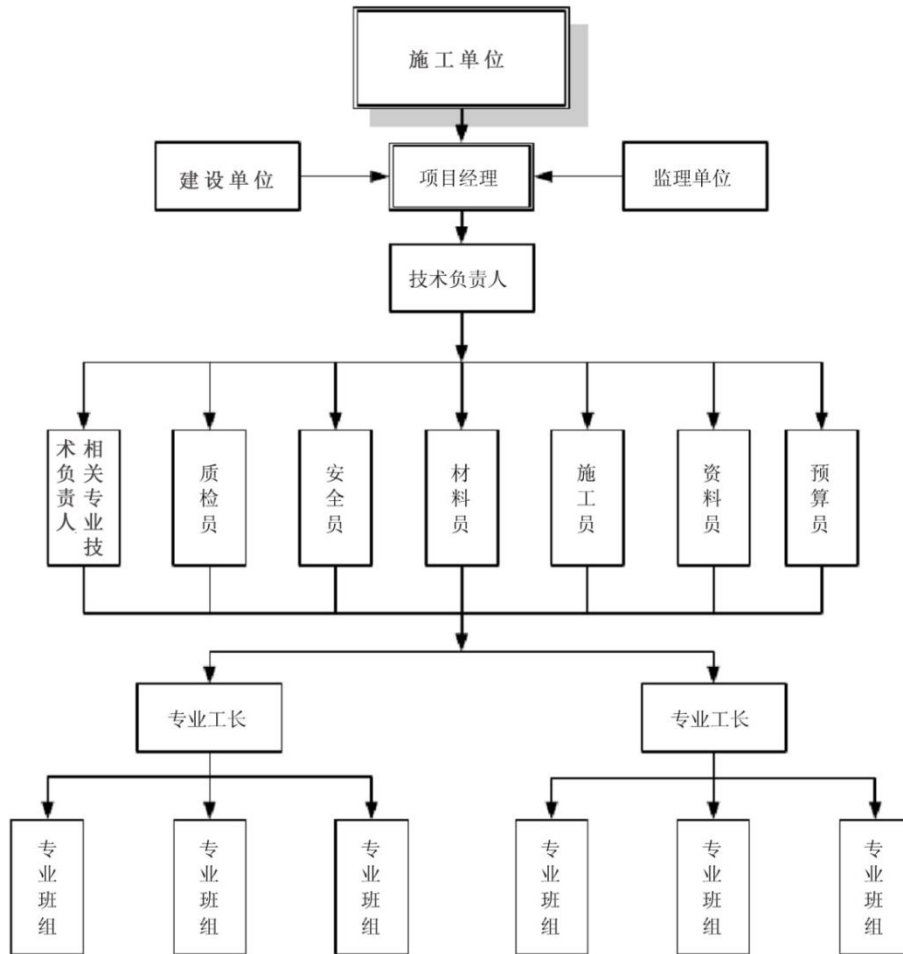 施工单位
建设单位
项目经理
监理单位
技术负责人
相关专业技
术负责人
质检员
安全员
材料员
施工员
资料员
预算员
专业工长
专业工长
专业班组
专业班组
专业班组
专业班组
专业班组
专业班组